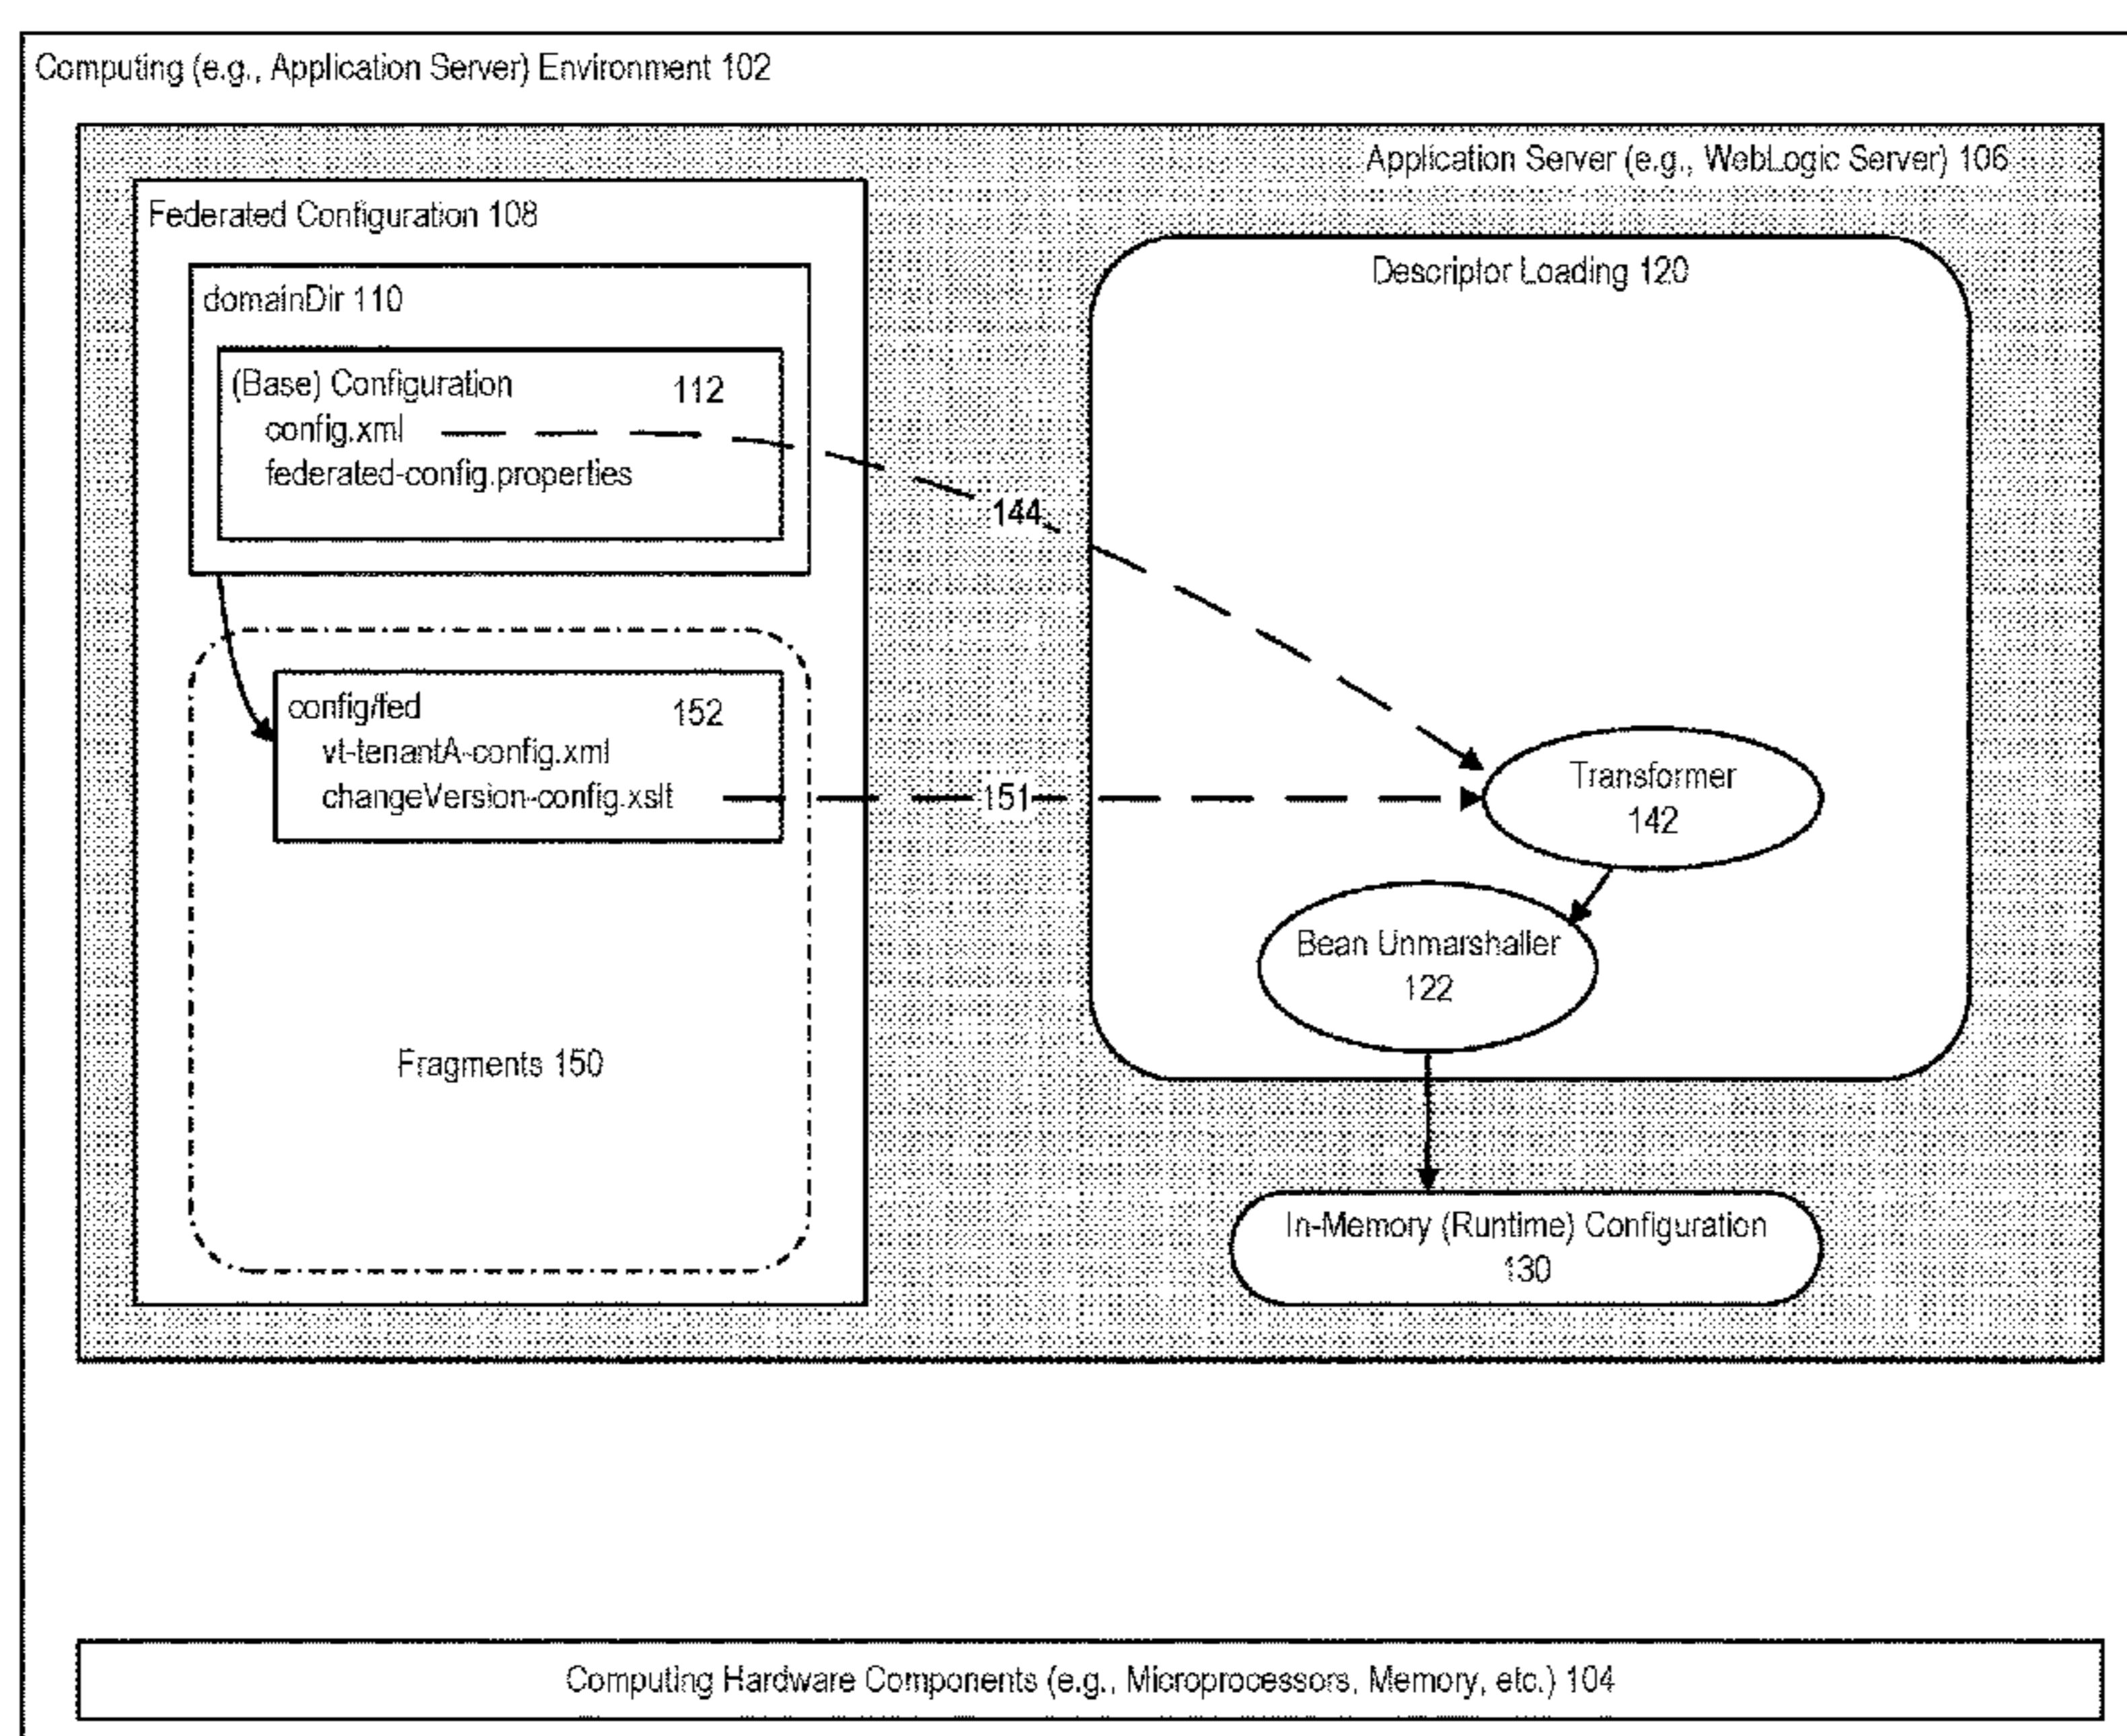 Computing (e.g., Application Server) Environment 102
Application Server (e.g., WebLogic Server) 106
Federated Configuration 108
domainDir 110
(Base) Configuration 112
config.xml
federated-config.properties
144
config/fed 152
vt-tenantA-config.xml
changeVersion-config.xslt
151
Fragments 150
Descriptor Loading 120
Transformer
142
Bean Unmarshaller
122
In-Memory (Runtime) Configuration
130
Computing Hardware Components (e.g., Microprocessors, Memory, etc.) 104